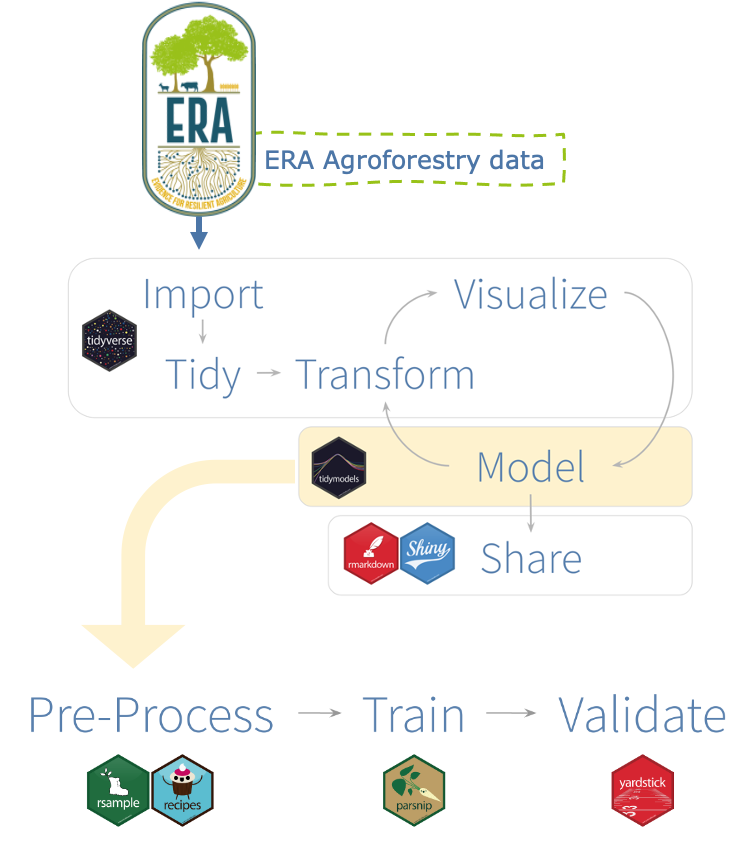 ERA
EVIDENCE FOR RESILIENT AGRICULTURE
ERA Agroforestry data
Import
Visualize
tidyverse
Tidy
Transform
Model
tidymodels
rmarkdown
Shiny
Share
Pre-Process
Train
Validate
rsample
recipes
parsnip
yardstick